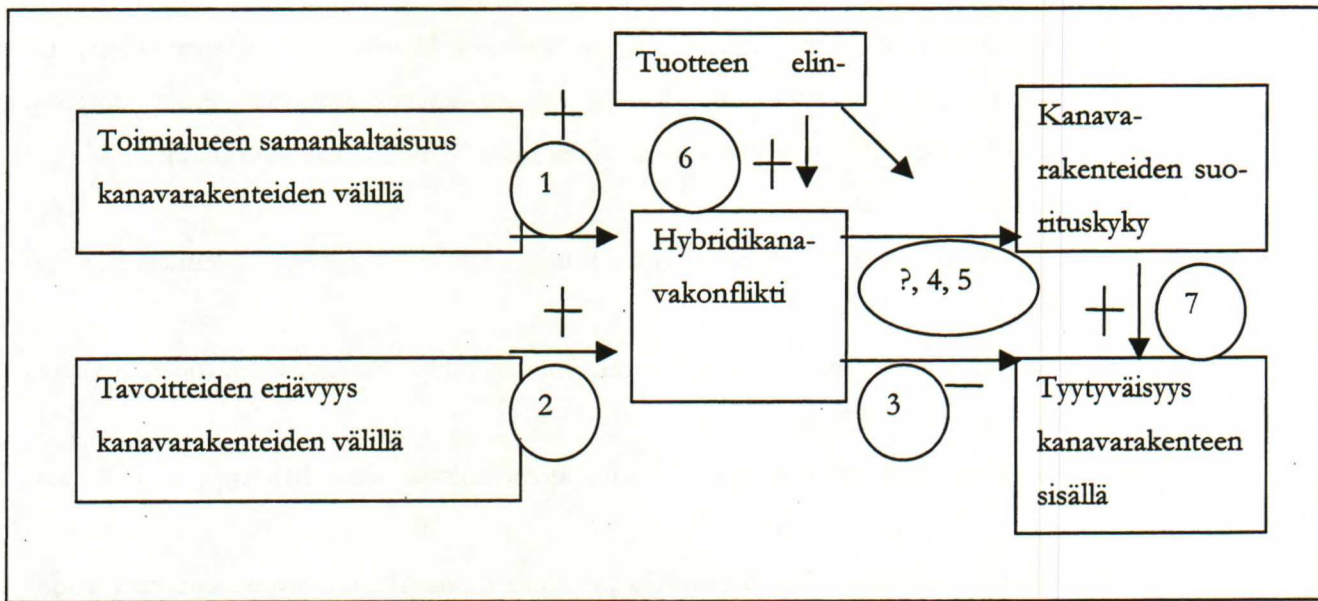 Tuotteen elin-
Toimialueen samankaltaisuus
kanavarakenteiden välillä
+
1
6
+
Kanava-
rakenteiden suo-
rituskyky
Hybridikana-
vakonflikti
?, 4, 5
+
7
+
Tavoitteiden eriävyys
kanavarakenteiden välillä
2
3
−
Tyytyväisyys
kanavarakenteen
sisällä